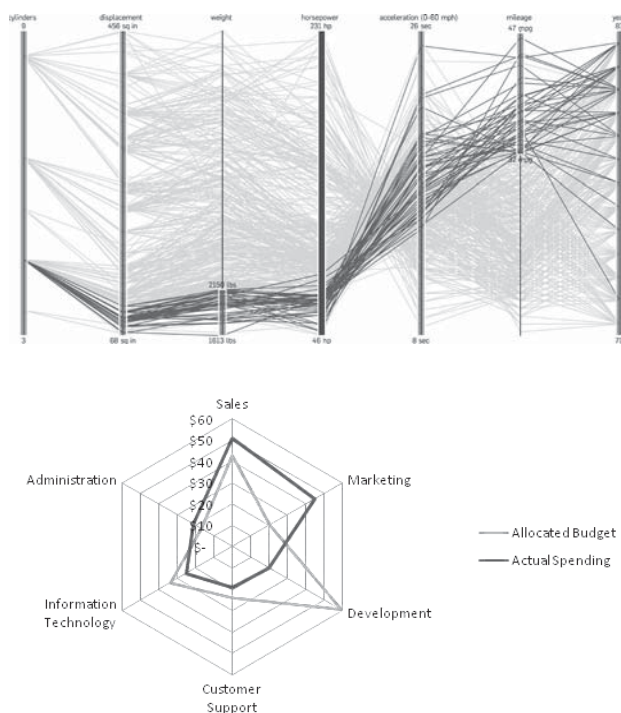 cylinders displacement weight horsepower acceleration (0-60 mph) mileage
8 456 sq in 231 hp 26 sec 47 mpg
2150 lbs
3 68 sq in 1613 lbs 46 hp 8 sec
Sales
$60
$50
$40
$30
$20
$10
$-
Administration
Marketing
Allocated Budget
Actual Spending
Information
Technology
Development
Customer
Support